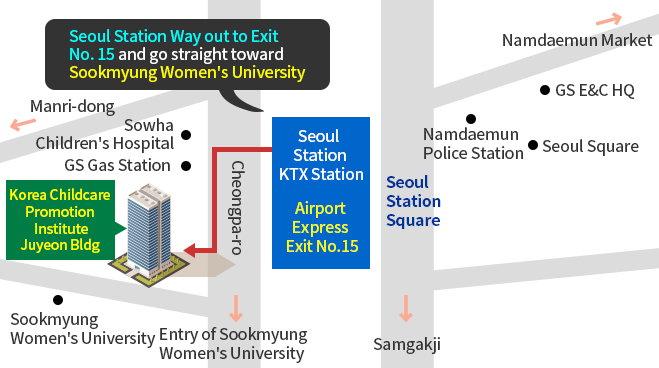 Seoul Station Way out to Exit
No. 15 and go straight toward
Sookmyung Women's University
Namdaemun Market
Manri-dong
GS E&C HQ
Sowha
Children's Hospital
GS Gas Station
Namdaemun
Police Station
Seoul Square
Seoul
Station
KTX Station
Airport
Express
Exit No.15
Cheongpa-ro
Seoul
Station
Square
Korea Childcare
Promotion
Institute
Juyeon Bldg
Sookmyung
Women's University
Entry of Sookmyung
Women's University
Samgakji